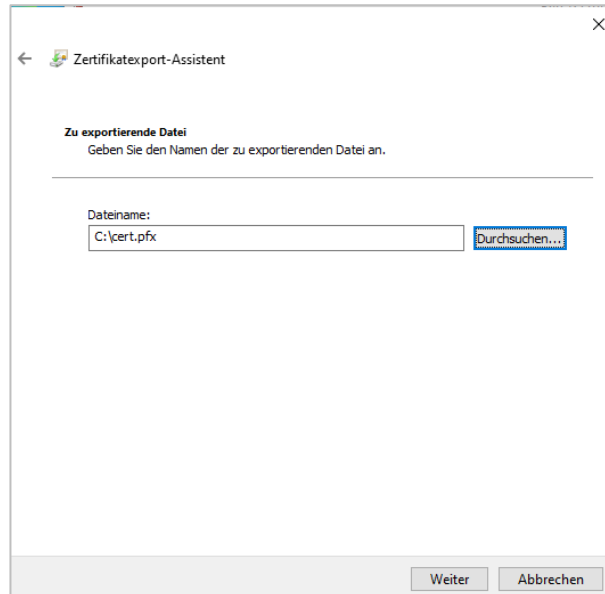 Zertifikatexport-Assistent
Zu exportierende Datei
Geben Sie den Namen der zu exportierenden Datei an.
Dateiname:
C:\cert.pfx
Durchsuchen...
Weiter
Abbrechen